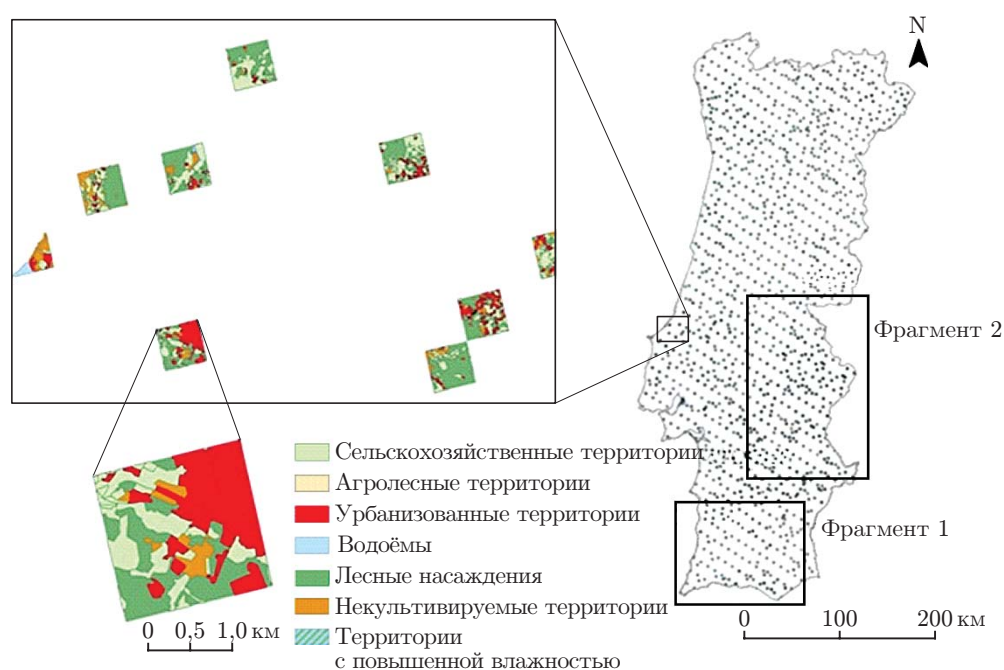 N
Фрагмент 2
Фрагмент 1
0 100 200 км
Сельскохозяйственные территории
Агролесные территории
Урбанизованные территории
Водоёмы
Лесные насаждения
Некультивируемые территории
Территории
с повышенной влажностью
0 0,5 1,0 км